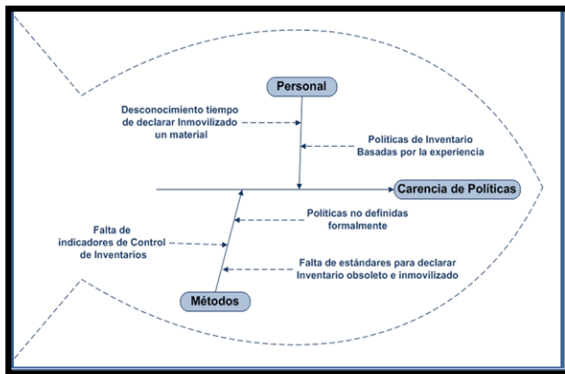 Personal
Desconocimiento tiempo
de declarar Inmovilizado
un material
Políticas de Inventario
Basadas por la experiencia
Carencia de Políticas
Políticas no definidas
formalmente
Falta de
indicadores de Control
de Inventarios
Falta de estándares para declarar
Inventario obsoleto e inmovilizado
Métodos